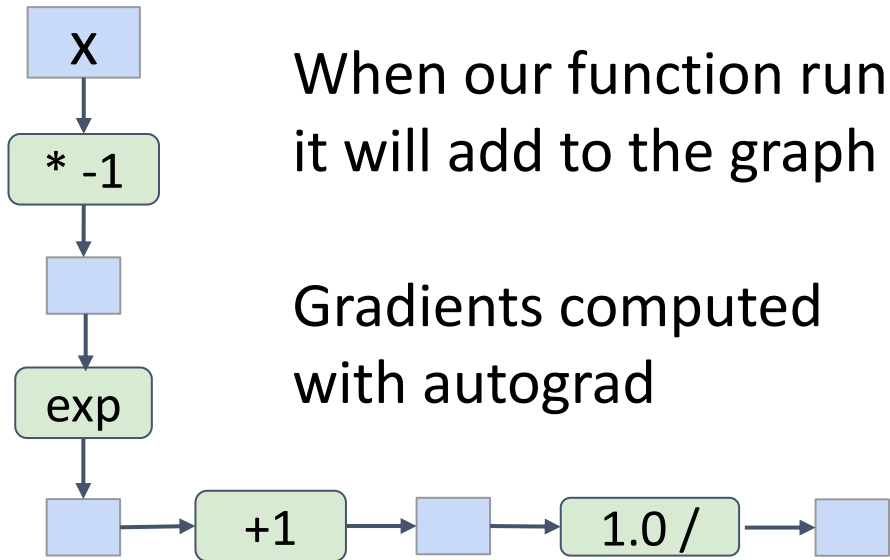 x
When our function run
it will add to the graph
* -1
Gradients computed
with autograd
exp
+1
1.0 /